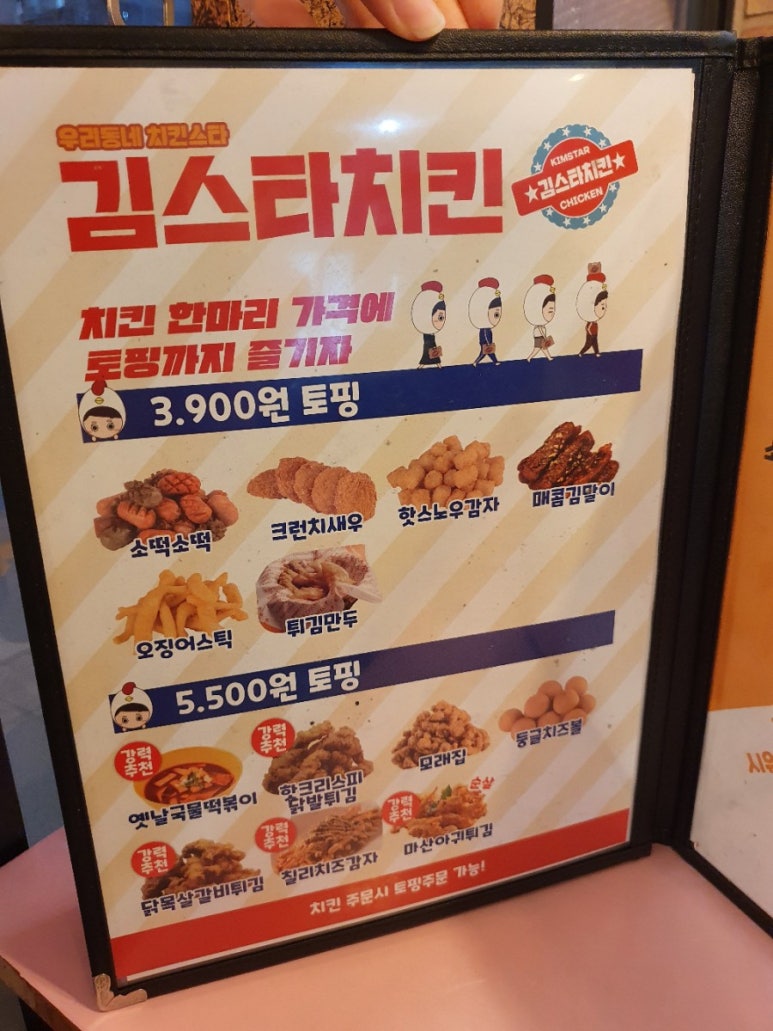 우리동네 치킨스타
김스타치킨
KIMSTAR
★김스타치킨★
CHICKEN
치킨 한마리 가격에
토핑까지 즐기자
3.900원 토핑
소떡소떡
크런치새우
핫스노우감자
매콤김말이
오징어스틱
튀김만두
5.500원 토핑
강력
추천
옛날국물떡볶이
강력
추천
핫크리스피
닭발튀김
모래집
둥글치즈볼
강력
추천
닭목살갈비튀김
강력
추천
칠리치즈감자
강력
추천
순살
마산아귀튀김
치킨 주문시 토핑주문 가능!